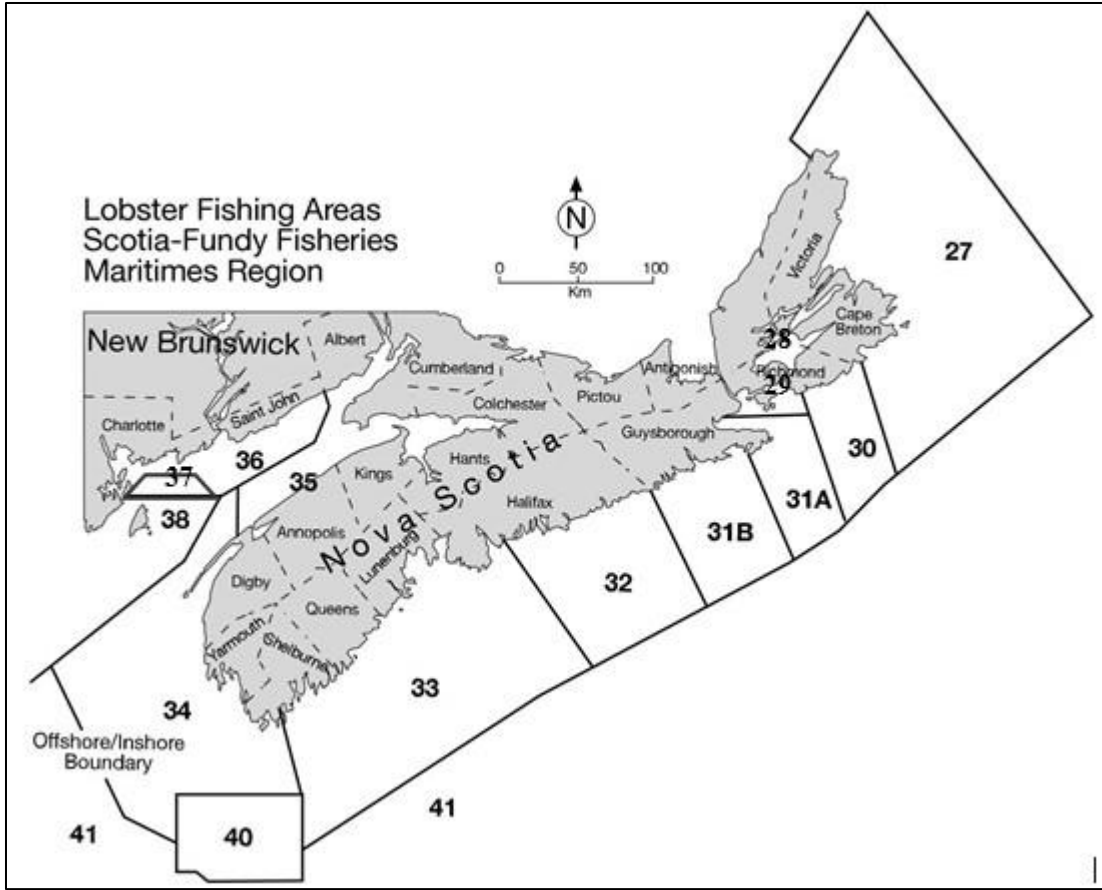 Lobster Fishing Areas
Scotia-Fundy Fisheries
Maritimes Region
N
0 50 100
Km
27
Victoria
Cape
Breton
28
Richmond
29
New Brunswick
Albert
Saint John
Charlotte
Cumberland
Colchester
Pictou
Antigonish
Guysborough
Nova Scotia
Kings
Hants
Halifax
Annopolis
Lunenburg
Digby
Queens
Yarmouth
Shelburne
36
37
35
38
30
31A
31B
32
33
34
Offshore/Inshore
Boundary
41
40
41